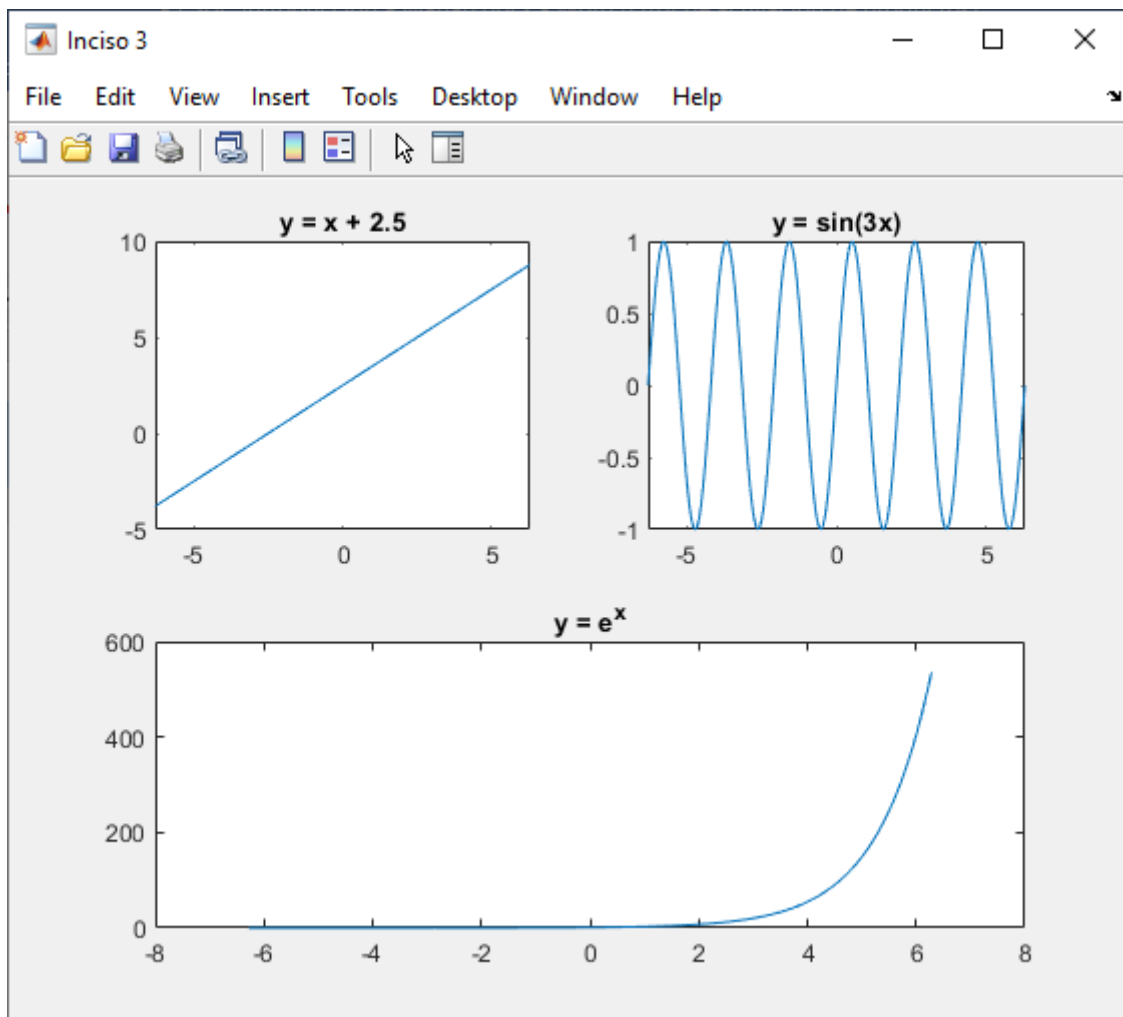 Inciso 3
File Edit View Insert Tools Desktop Window Help
y = x + 2.5
10
5
0
-5
-5 0 5
y = sin(3x)
1
0.5
0
-0.5
-1
-5 0 5
y = e^x
600
400
200
0
-8 -6 -4 -2 0 2 4 6 8